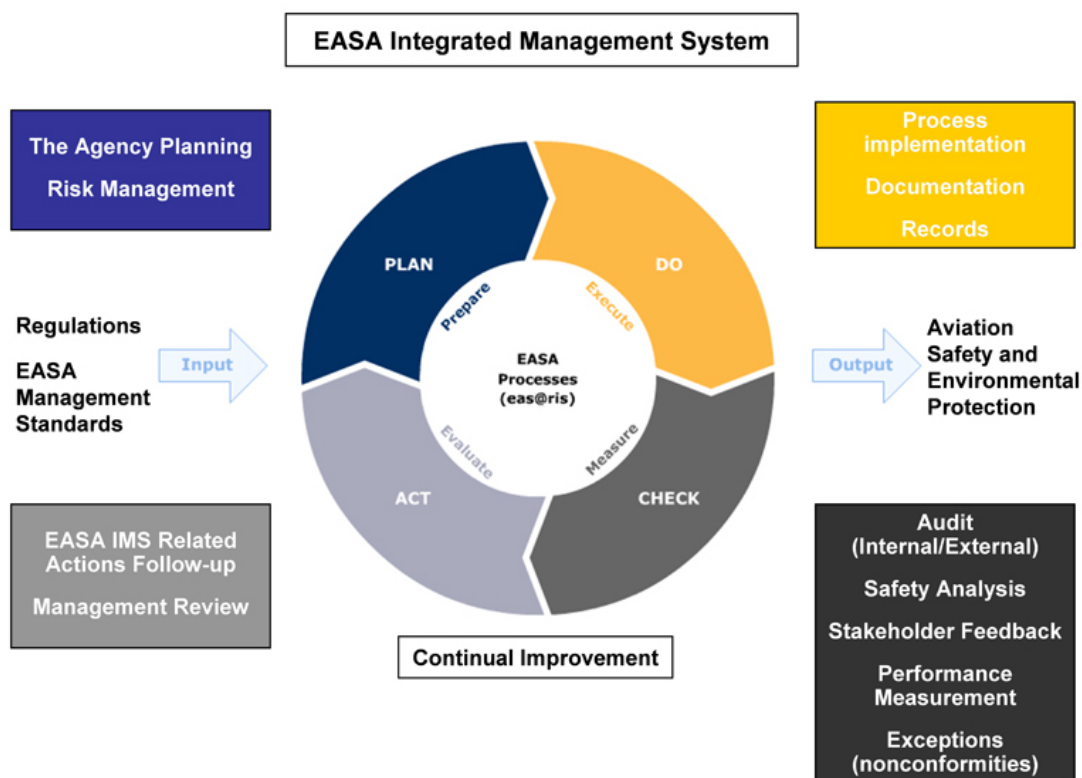 EASA Integrated Management System
The Agency Planning
Risk Management
Process
implementation
Documentation
Records
PLAN
Prepare
DO
Execute
Regulations
EASA
Management
Standards
Input
EASA
Processes
(eas@ris)
Output
Aviation
Safety and
Environmental
Protection
Evaluate
ACT
Measure
CHECK
EASA IMS Related
Actions Follow-up
Management Review
Audit
(Internal/External)
Safety Analysis
Stakeholder Feedback
Performance
Measurement
Exceptions
(nonconformities)
Continual Improvement